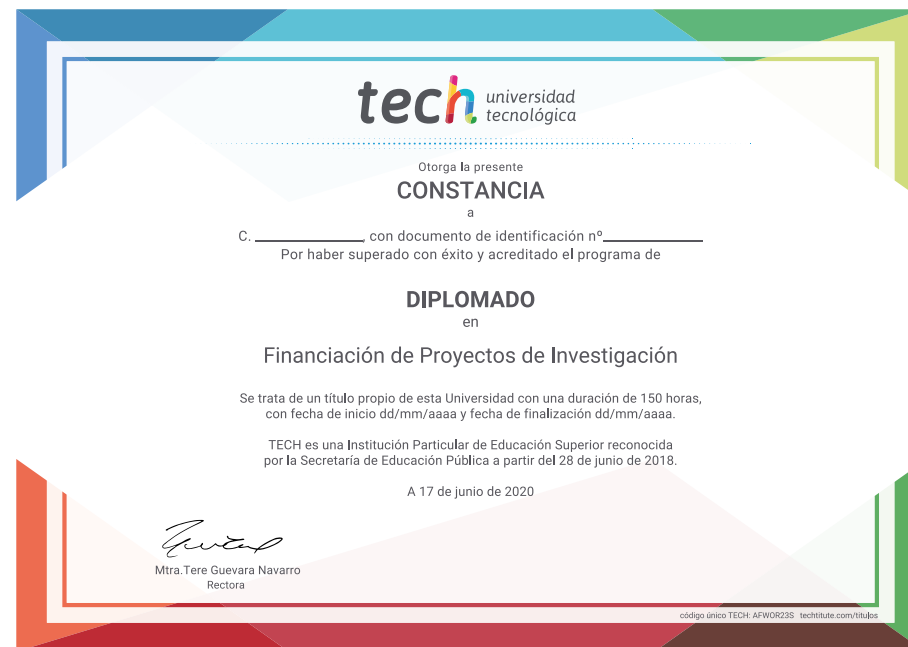 tech universidad
tecnológica
Otorga la presente
CONSTANCIA
a
C. ____________, con documento de identificación nº____________
Por haber superado con éxito y acreditado el programa de
DIPLOMADO
en
Financiación de Proyectos de Investigación
Se trata de un título propio de esta Universidad con una duración de 150 horas,
con fecha de inicio dd/mm/aaaa y fecha de finalización dd/mm/aaaa.
TECH es una Institución Particular de Educación Superior reconocida
por la Secretaría de Educación Pública a partir del 28 de junio de 2018.
A 17 de junio de 2020
Mtra.Tere Guevara Navarro
Rectora
código único TECH: AFWOR23S techtitute.com/titulos